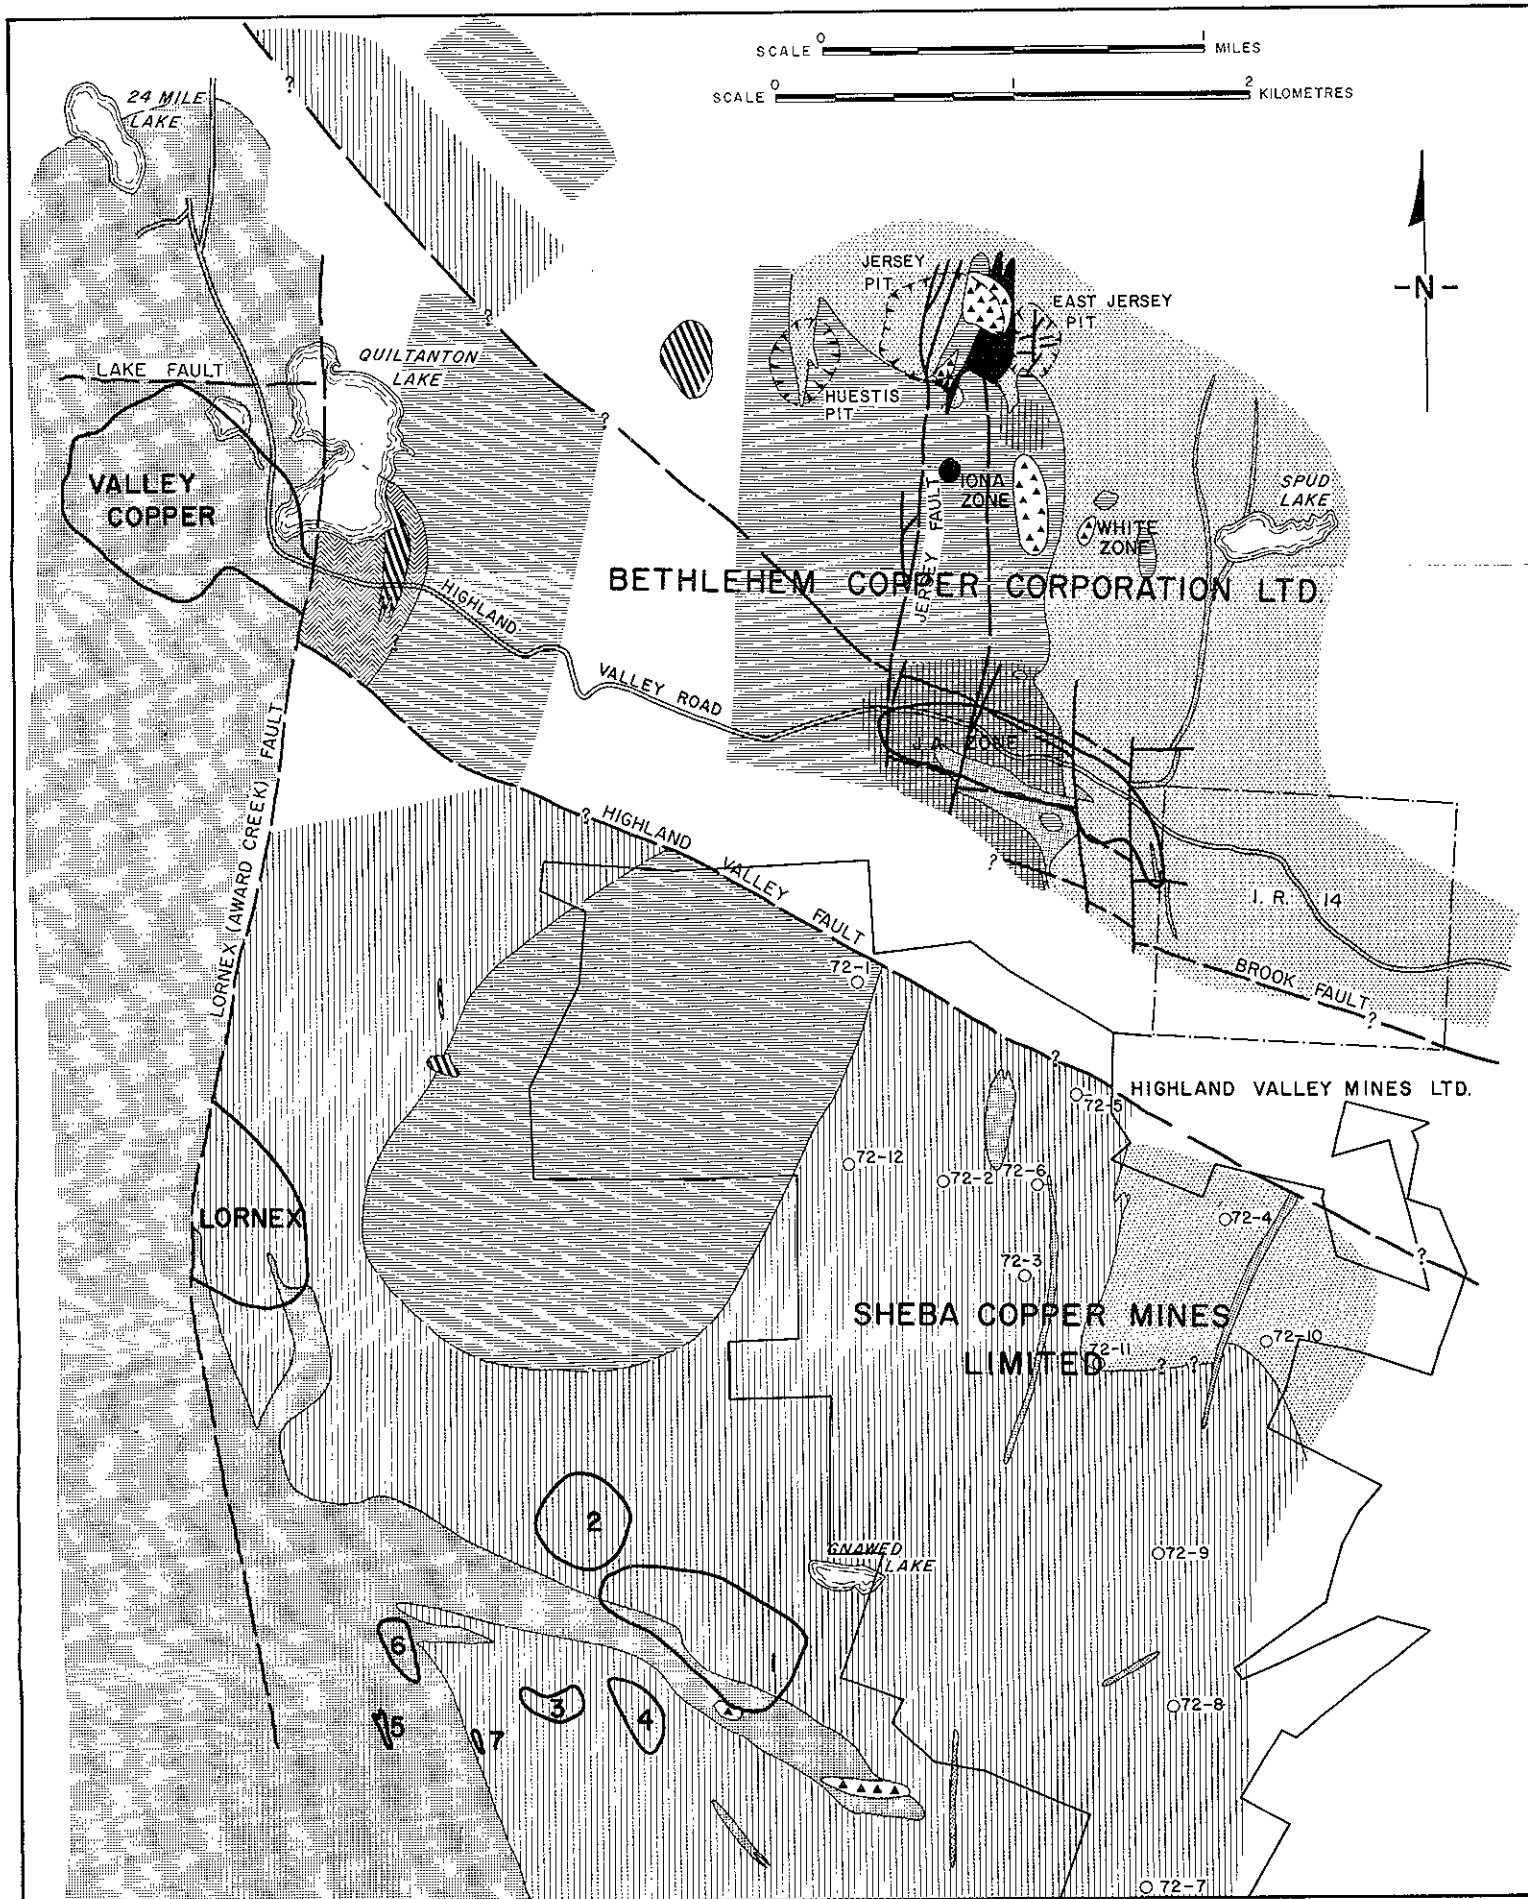 0 1
SCALE MILES
0 1 2
SCALE KILOMETRES
24 MILE
LAKE
-N-
JERSEY
PIT
EAST JERSEY
PIT
LAKE FAULT
QUILTANTON
LAKE
HUESTIS
PIT
VALLEY
COPPER
IONA
ZONE
SPUD
LAKE
WHITE
ZONE
JERSEY FAULT
BETHLEHEM COPPER CORPORATION LTD.
HIGHLAND
VALLEY ROAD
J.A. ZONE
LORNEX (AWARD CREEK) FAULT
?
?
?
?
?
?
HIGHLAND VALLEY FAULT
I. R. 14
72-1
BROOK FAULT
?
?
HIGHLAND VALLEY MINES LTD.
72-5
72-12
72-2
72-6
LORNEX
72-4
72-3
?
SHEBA COPPER MINES
LIMITED
72-10
72-11
? ?
2
GNAWED
LAKE
72-9
6
1
3
4
5
7
72-8
72-7